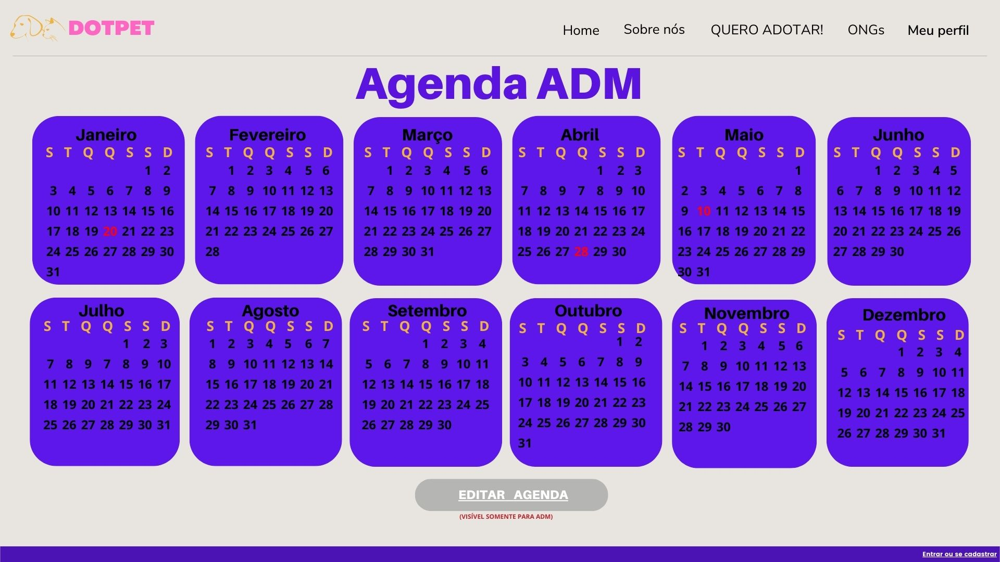 DOTPET
Home Sobre nós QUERO ADOTAR! ONGs Meu perfil
Agenda ADM
Janeiro
S T Q Q S S D
1 2
3 4 5 6 7 8 9
10 11 12 13 14 15 16
17 18 19 20 21 22 23
24 25 26 27 28 29 30
31
Fevereiro
S T Q Q S S D
1 2 3 4 5 6
7 8 9 10 11 12 13
14 15 16 17 18 19 20
21 22 23 24 25 26 27
28
Março
S T Q Q S S D
1 2 3 4 5 6
7 8 9 10 11 12 13
14 15 16 17 18 19 20
21 22 23 24 25 26 27
28 29 30 31
Abril
S T Q Q S S D
1 2 3
7 8 9 7 8 9 10
11 12 13 14 15 16 17
18 19 20 21 22 23 24
25 26 27 28 29 30
Maio
S T Q Q S S D
1
2 3 4 5 6 7 8
9 10 11 12 13 14 15
16 17 18 19 20 21 22
23 24 25 26 27 28 29
30 31
Junho
S T Q Q S S D
1 2 3 4 5
6 7 8 9 10 11 12
13 14 15 16 17 18 19
20 21 22 23 24 25 26
27 28 29 30
Julho
S T Q Q S S D
1 2 3
7 8 9 7 8 9 10
11 12 13 14 15 16 17
18 19 20 21 22 23 24
25 26 27 28 29 30 31
Agosto
S T Q Q S S D
1 2 3 4 5 6 7
8 9 10 11 12 13 14
15 16 17 18 19 20 21
22 23 24 25 26 27 28
29 30 31
Setembro
S T Q Q S S D
1 2 3 4
5 6 7 8 9 10 11
12 13 14 15 16 17 18
19 20 21 22 23 24 25
26 27 28 29 30
Outubro
S T Q Q S S D
1 2
3 4 5 6 7 8 9
10 11 12 13 14 15 16
17 18 19 20 21 22 23
24 25 26 27 28 29 30
31
Novembro
S T Q Q S S D
1 2 3 4 5 6
7 8 9 10 11 12 13
14 15 16 17 18 19 20
21 22 23 24 25 26 27
28 29 30
Dezembro
S T Q Q S S D
1 2 3 4
5 6 7 8 9 10 11
12 13 14 15 16 17 18
19 20 21 22 23 24 25
26 27 28 29 30 31
EDITAR AGENDA
(VISÍVEL SOMENTE PARA ADM)
Entrar ou se cadastrar